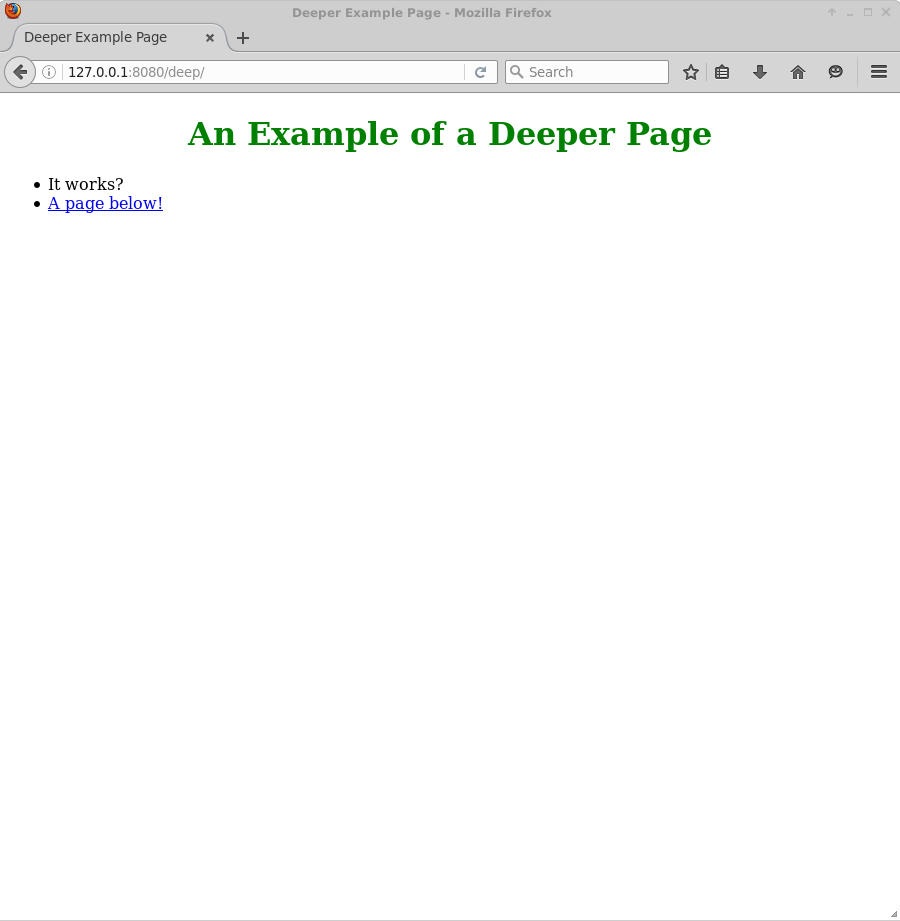 Deeper Example Page - Mozilla Firefox
Deeper Example Page
127.0.0.1:8080/deep/
Search
An Example of a Deeper Page
It works?
A page below!